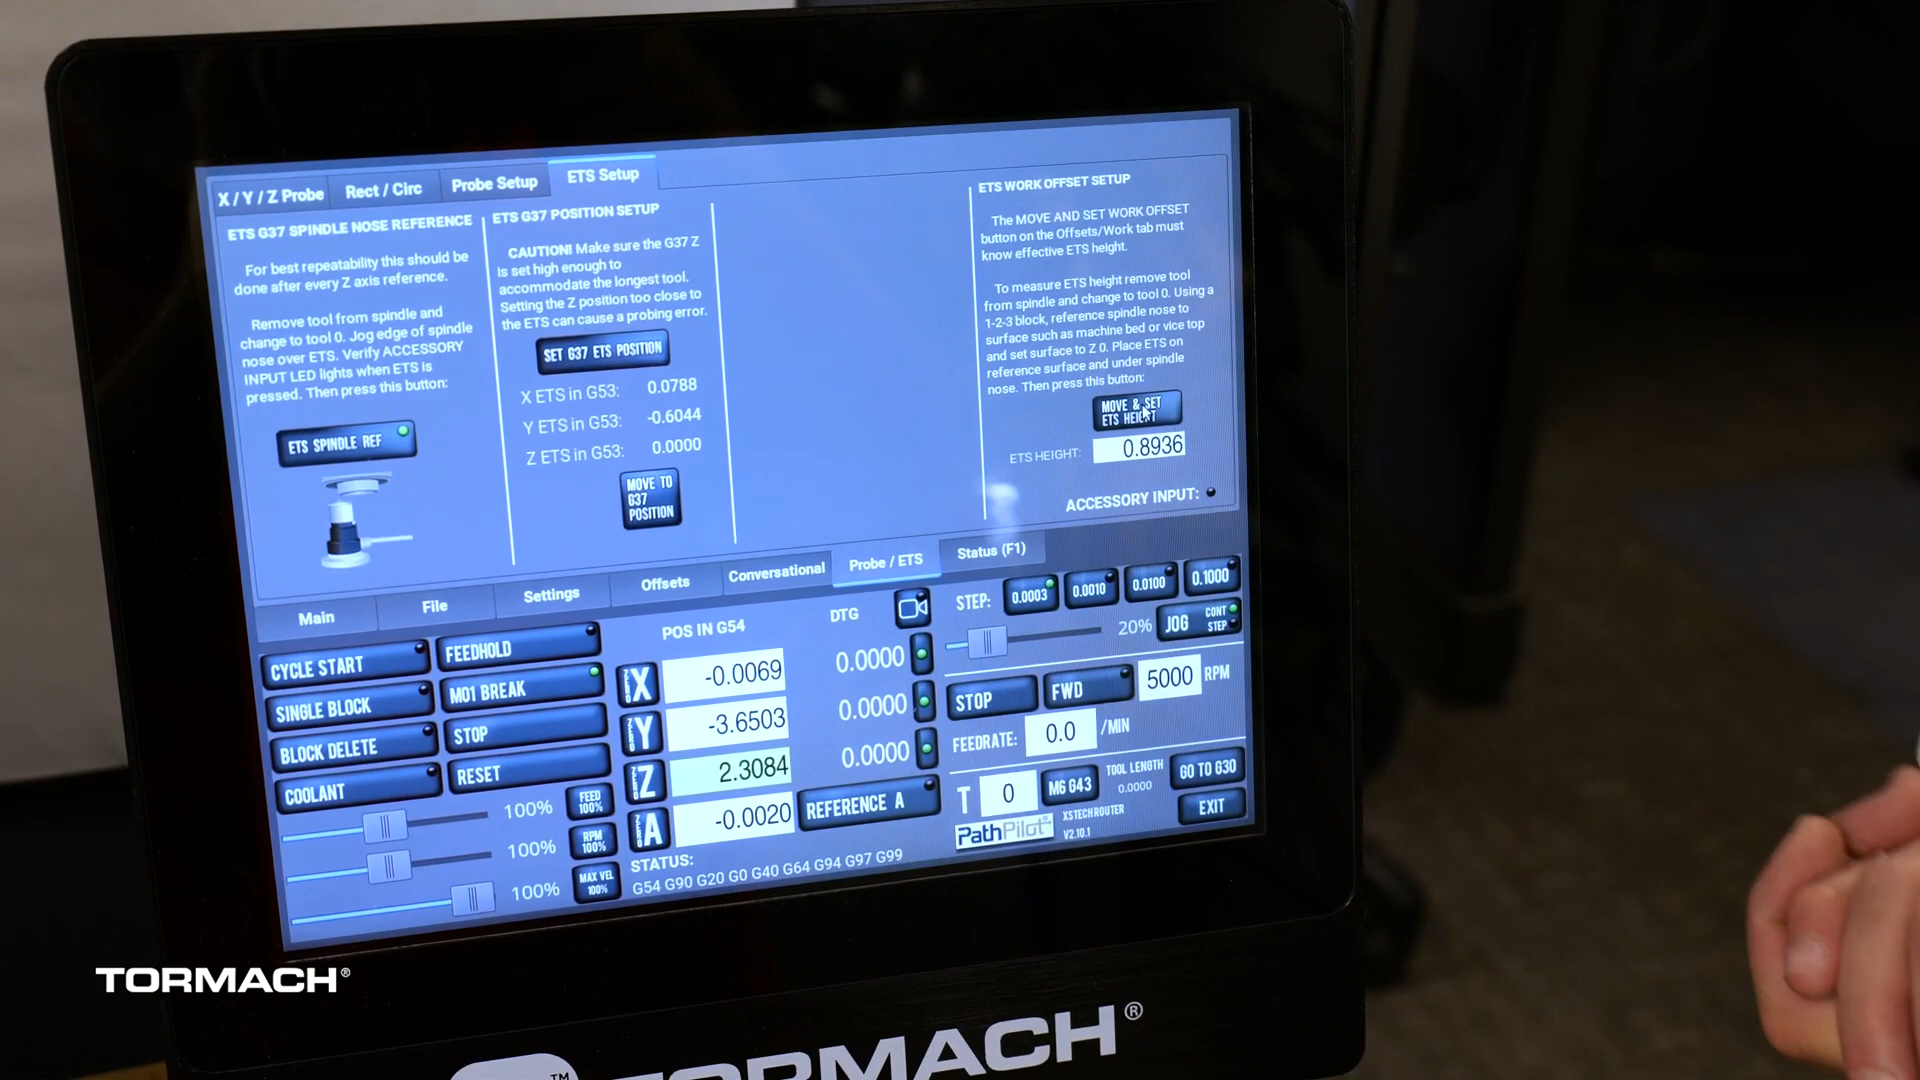 X / Y / Z Probe
Rect / Circ
Probe Setup
ETS Setup
ETS G37 SPINDLE NOSE REFERENCE
For best repeatability this should be
done after every Z axis reference.
Remove tool from spindle and
change to tool 0. Jog edge of spindle
nose over ETS. Verify ACCESSORY
INPUT LED lights when ETS is
pressed. Then press this button:
ETS SPINDLE REF
ETS G37 POSITION SETUP
CAUTION! Make sure the G37 Z
is set high enough to
accommodate the longest tool.
Setting the Z position too close to
the ETS can cause a probing error.
SET G37 ETS POSITION
X ETS in G53: 0.0788
Y ETS in G53: -0.6044
Z ETS in G53: 0.0000
MOVE TO
G37
POSITION
ETS WORK OFFSET SETUP
The MOVE AND SET WORK OFFSET
button on the Offsets/Work tab must
know effective ETS height.
To measure ETS height remove tool
from spindle and change to tool 0. Using a
1-2-3 block, reference spindle nose to
surface such as machine bed or vice top
and set surface to Z 0. Place ETS on
reference surface and under spindle
nose. Then press this button:
MOVE & SET
ETS HEIGHT
ETS HEIGHT: 0.8936
ACCESSORY INPUT:
Main
File
Settings
Offsets
Conversational
Probe / ETS
Status (F1)
CYCLE START
SINGLE BLOCK
BLOCK DELETE
COOLANT
FEEDHOLD
M01 BREAK
STOP
RESET
100%
FEED
100%
100%
RPM
100%
100%
MAX VEL
100%
POS IN G54
DTG
ZERO X -0.0069 0.0000
ZERO Y -3.6503 0.0000
ZERO Z 2.3084 0.0000
ZERO A -0.0020
REFERENCE A
STATUS:
G54 G90 G20 G0 G40 G64 G94 G97 G99
STEP: 0.0003 0.0010 0.0100 0.1000
20%
JOG
CONT
STEP
STOP
FWD
5000 RPM
FEEDRATE: 0.0 /MIN
T 0
M6 G43
TOOL LENGTH
0.0000
GO TO G30
PathPilot®
XSTECH ROUTER
V2.10.1
EXIT
TORMACH®
TORMACH®
™